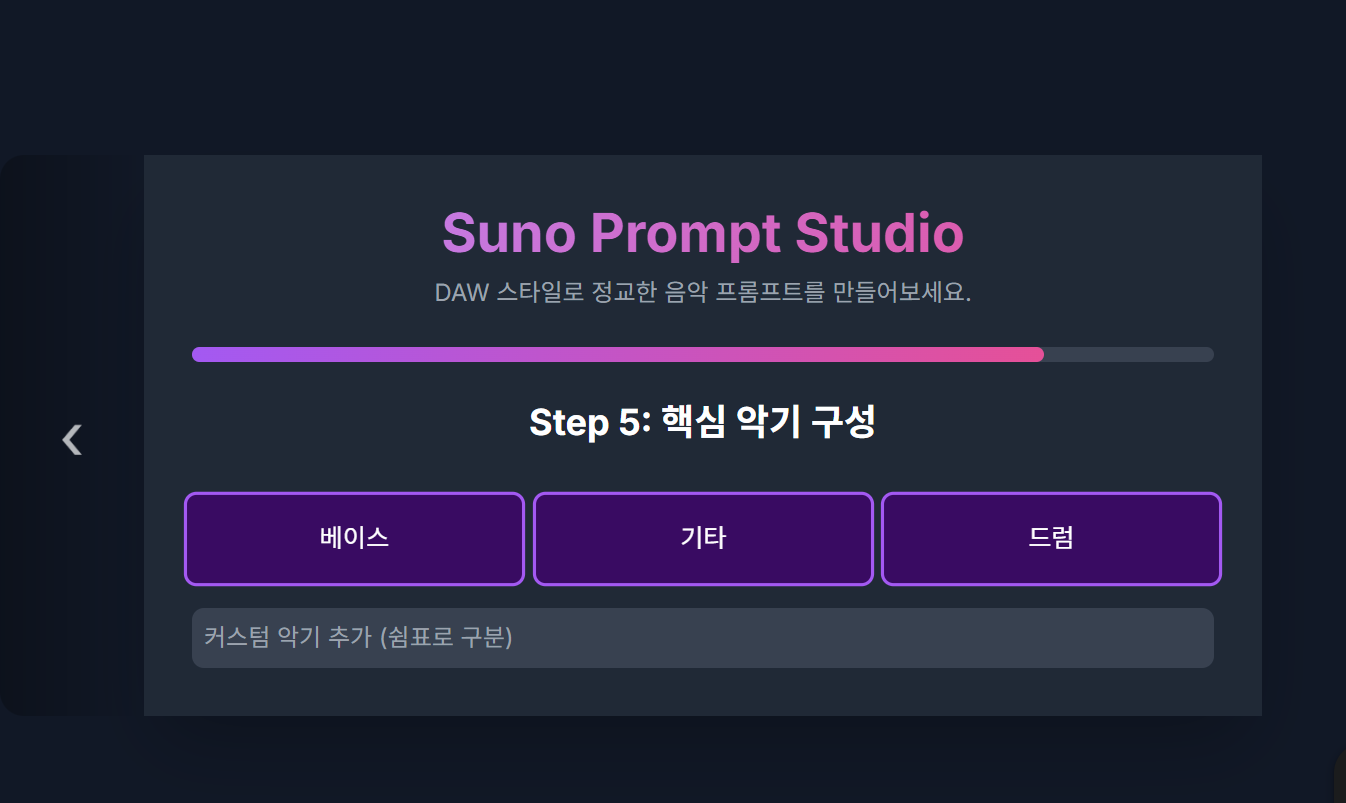 Suno Prompt Studio
DAW 스타일로 정교한 음악 프롬프트를 만들어보세요.
Step 5: 핵심 악기 구성
베이스
기타
드럼
커스텀 악기 추가 (쉼표로 구분)